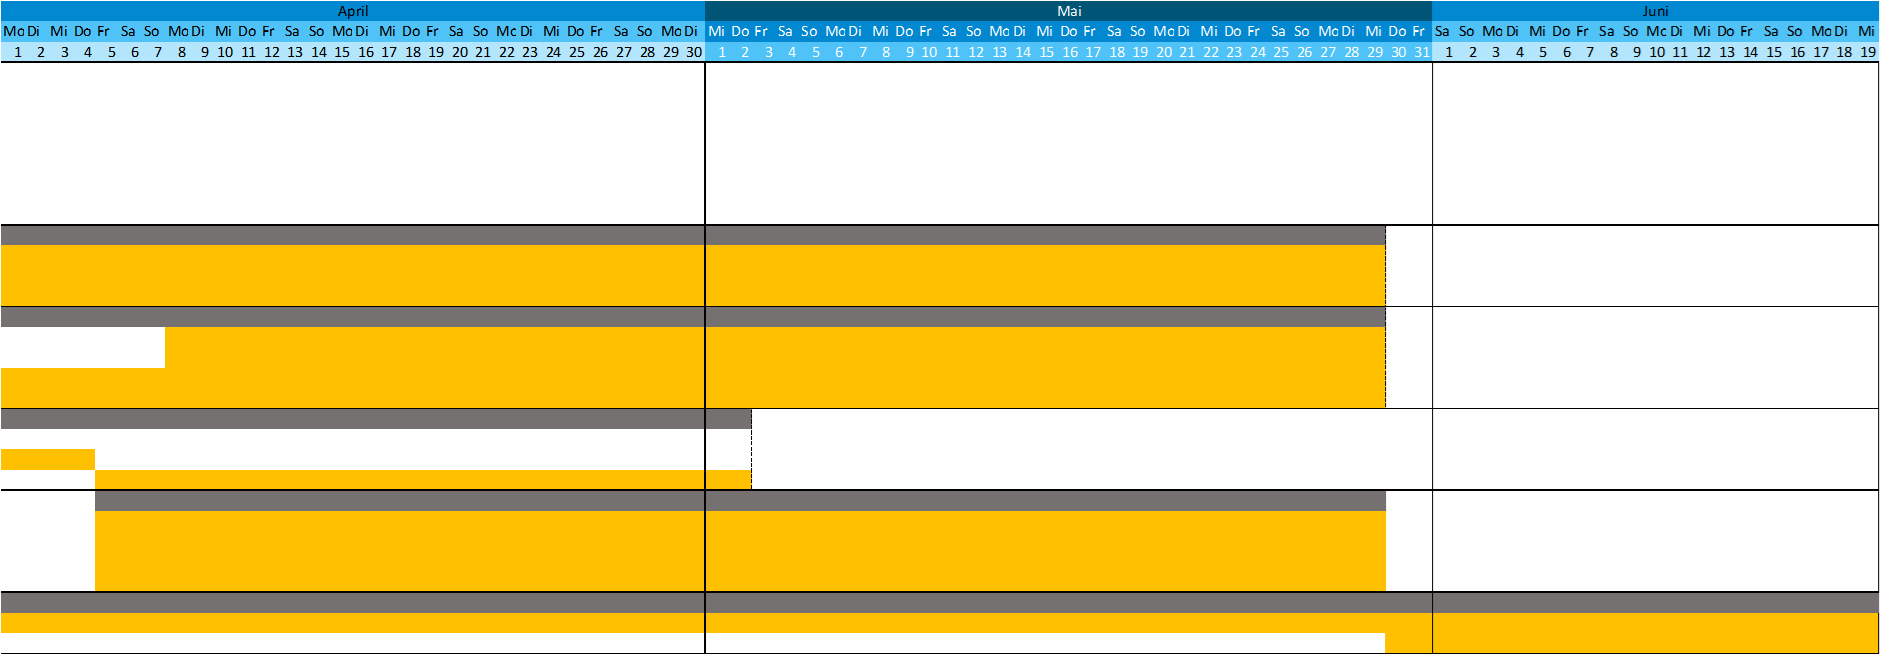 April Mai Juni
Mo Di Mi Do Fr Sa So Mo Di Mi Do Fr Sa So Mo Di Mi Do Fr Sa So Mo Di Mi Do Fr Sa So Mo Di Mi Do Fr Sa So Mo Di Mi Do Fr Sa So Mo Di Mi Do Fr Sa So Mo Di Mi Do Fr Sa So Mo Di Mi Do Fr Sa So Mo Di Mi Do Fr Sa So Mo Di Mi Do Fr Sa So Mo Di Mi
1 2 3 4 5 6 7 8 9 10 11 12 13 14 15 16 17 18 19 20 21 22 23 24 25 26 27 28 29 30 1 2 3 4 5 6 7 8 9 10 11 12 13 14 15 16 17 18 19 20 21 22 23 24 25 26 27 28 29 30 31 1 2 3 4 5 6 7 8 9 10 11 12 13 14 15 16 17 18 19